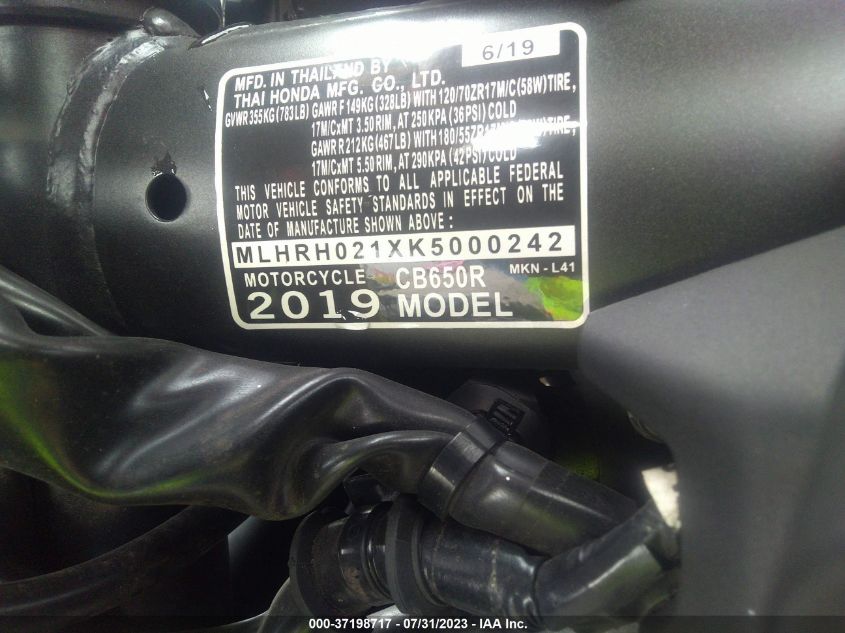 6/19
MFD. IN THAILAND BY
THAI HONDA MFG. CO., LTD.
GVWR 355KG (783LB) GAWR F 149KG (328LB) WITH 120/70ZR17M/C(58W)TIRE,
17M/CxMT 3.50 RIM, AT 250 KPA (36PSI) COLD
GAWR R 212KG (467LB) WITH 180/55ZR17M/ TIRE,
17M/CxMT 5.50 RIM, AT 290KPA (42PSI) COLD
THIS VEHICLE CONFORMS TO ALL APPLICABLE FEDERAL
MOTOR VEHICLE SAFETY STANDARDS IN EFFECT ON THE
DATE OF MANUFACTURE SHOWN ABOVE :
MLHRH021XK5000242
MOTORCYCLE CB650R MKN - L41
2019 MODEL
000-37198717 / 07/31/2023 - IAA Inc.